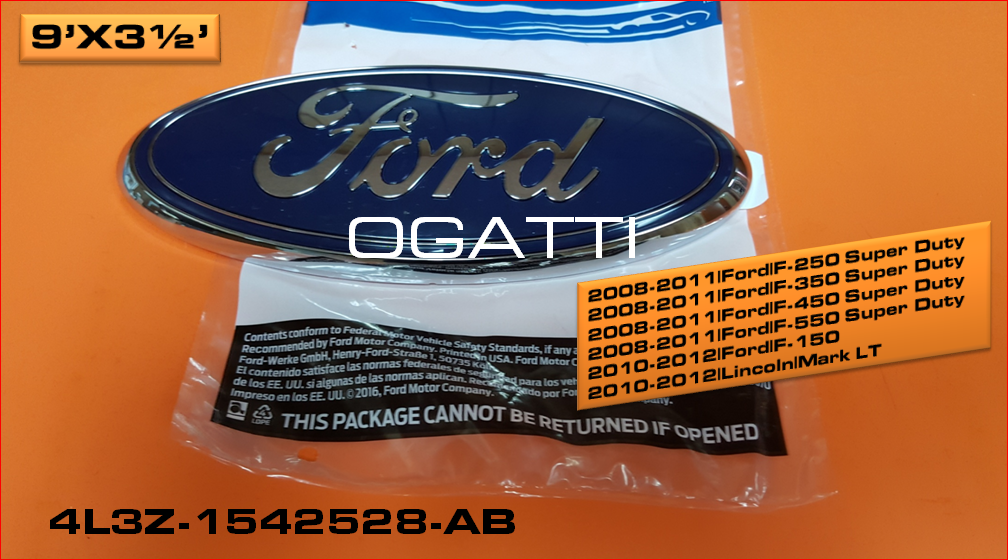 9’X3½’
Ford
OGATTI
2008-2011|Ford|F-250 Super Duty
2008-2011|Ford|F-350 Super Duty
2008-2011|Ford|F-450 Super Duty
2008-2011|Ford|F-550 Super Duty
2010-2012|Ford|F-150
2010-2012|Lincoln|Mark LT
Contents conform to Federal Motor Vehicle Safety Standards, if any
Recommended by Ford Motor Company. Printed in USA. Ford Motor
Ford-Werke GmbH, Henry-Ford-Straße 1, 50735
El contenido satisface las normas federales de seguridad para los
de los EE. UU. si algunas de las normas aplican. por
Impreso en los EE. UU. ©2016, Ford Motor Company.
LDPE
THIS PACKAGE CANNOT BE RETURNED IF OPENED
4L3Z-1542528-AB